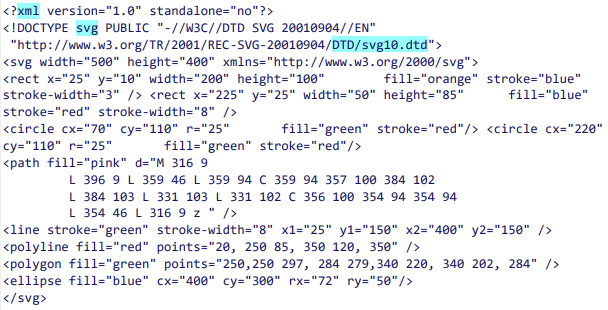 <?xml version="1.0" standalone="no"?>
<!DOCTYPE svg PUBLIC "-//W3C//DTD SVG 20010904//EN"
"http://www.w3.org/TR/2001/REC-SVG-20010904/DTD/svg10.dtd">
<svg width="500" height="400" xmlns="http://www.w3.org/2000/svg">
<rect x="25" y="10" width="200" height="100" fill="orange" stroke="blue"
stroke-width="3" /> <rect x="225" y="25" width="50" height="85" fill="blue"
stroke="red" stroke-width="8" />
<circle cx="70" cy="110" r="25" fill="green" stroke="red"/> <circle cx="220"
cy="110" r="25" fill="green" stroke="red"/>
<path fill="pink" d="M 316 9
L 396 9 L 359 46 L 359 94 C 359 94 357 100 384 102
L 384 103 L 331 103 L 331 102 C 356 100 354 94 354 94
L 354 46 L 316 9 z " />
<line stroke="green" stroke-width="8" x1="25" y1="150" x2="400" y2="150" />
<polyline fill="red" points="20, 250 85, 350 120, 350" />
<polygon fill="green" points="250,250 297, 284 279,340 220, 340 202, 284" />
<ellipse fill="blue" cx="400" cy="300" rx="72" ry="50"/>
</svg>